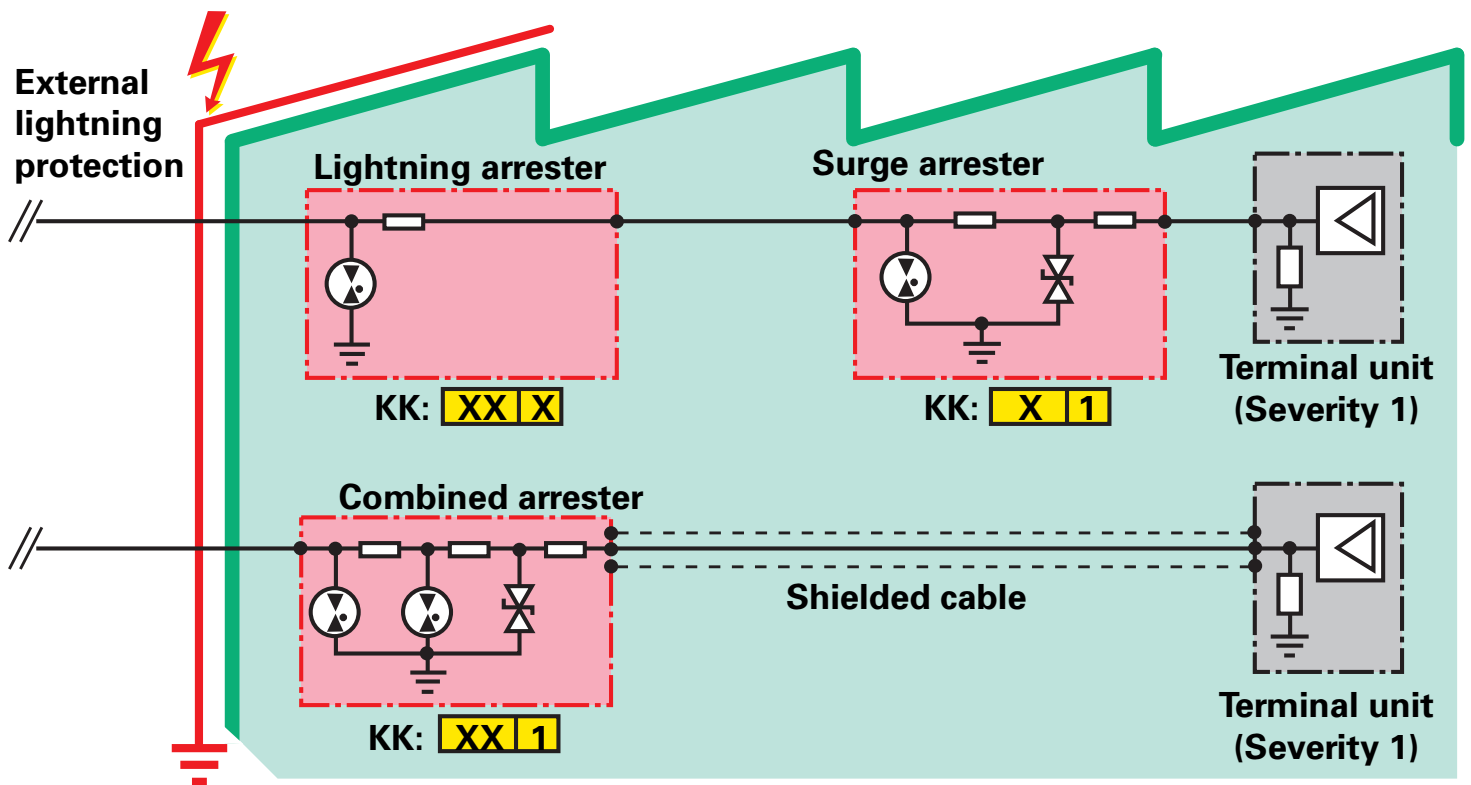 External
lightning
protection
Lightning arrester
Surge arrester
KK: XX X
KK: X 1
Terminal unit
(Severity 1)
Combined arrester
Shielded cable
KK: XX 1
Terminal unit
(Severity 1)